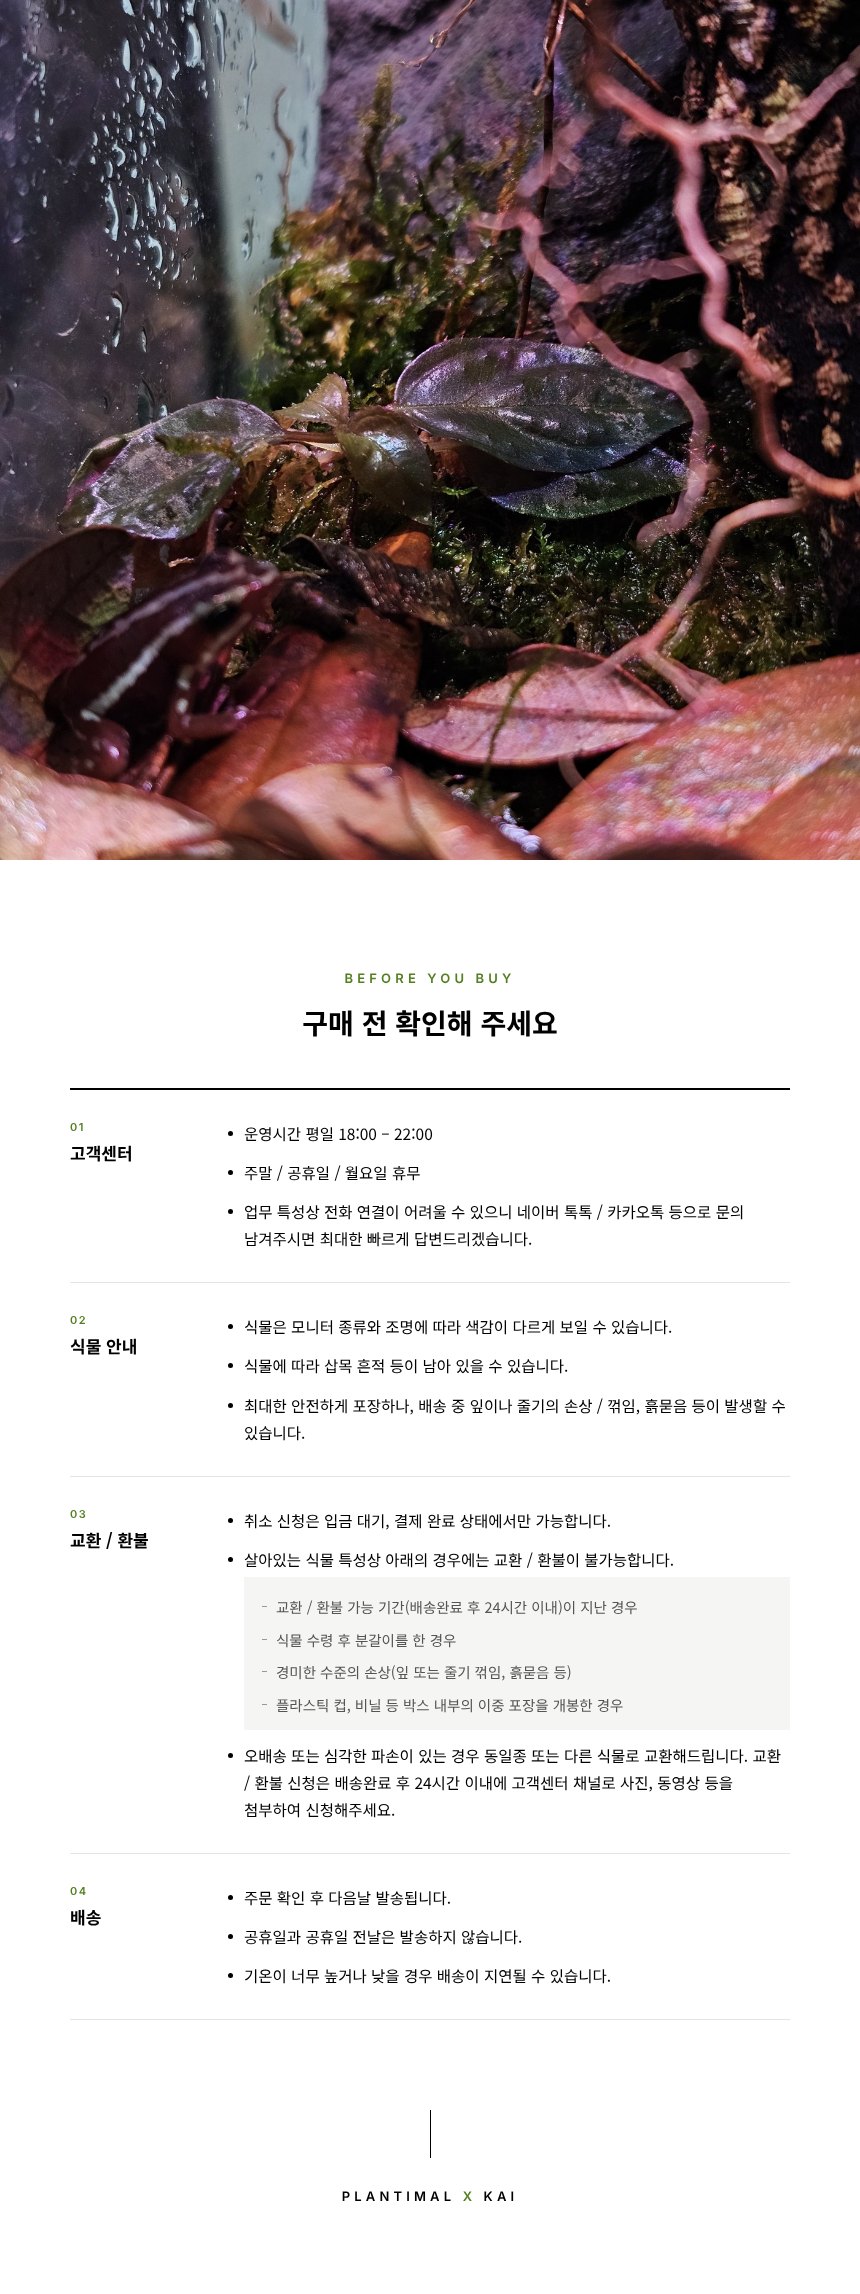 BEFORE YOU BUY
구매 전 확인해 주세요
01
고객센터
운영시간 평일 18:00 – 22:00
주말 / 공휴일 / 월요일 휴무
업무 특성상 전화 연결이 어려울 수 있으니 네이버 톡톡 / 카카오톡 등으로 문의
남겨주시면 최대한 빠르게 답변드리겠습니다.
02
식물 안내
식물은 모니터 종류와 조명에 따라 색감이 다르게 보일 수 있습니다.
식물에 따라 삽목 흔적 등이 남아 있을 수 있습니다.
최대한 안전하게 포장하나, 배송 중 잎이나 줄기의 손상 / 꺾임, 흙묻음 등이 발생할 수
있습니다.
03
교환 / 환불
취소 신청은 입금 대기, 결제 완료 상태에서만 가능합니다.
살아있는 식물 특성상 아래의 경우에는 교환 / 환불이 불가능합니다.
– 교환 / 환불 가능 기간(배송완료 후 24시간 이내)이 지난 경우
– 식물 수령 후 분갈이를 한 경우
– 경미한 수준의 손상(잎 또는 줄기 꺾임, 흙묻음 등)
– 플라스틱 컵, 비닐 등 박스 내부의 이중 포장을 개봉한 경우
오배송 또는 심각한 파손이 있는 경우 동일종 또는 다른 식물로 교환해드립니다. 교환
/ 환불 신청은 배송완료 후 24시간 이내에 고객센터 채널로 사진, 동영상 등을
첨부하여 신청해주세요.
04
배송
주문 확인 후 다음날 발송됩니다.
공휴일과 공휴일 전날은 발송하지 않습니다.
기온이 너무 높거나 낮을 경우 배송이 지연될 수 있습니다.
PLANTIMAL X KAI